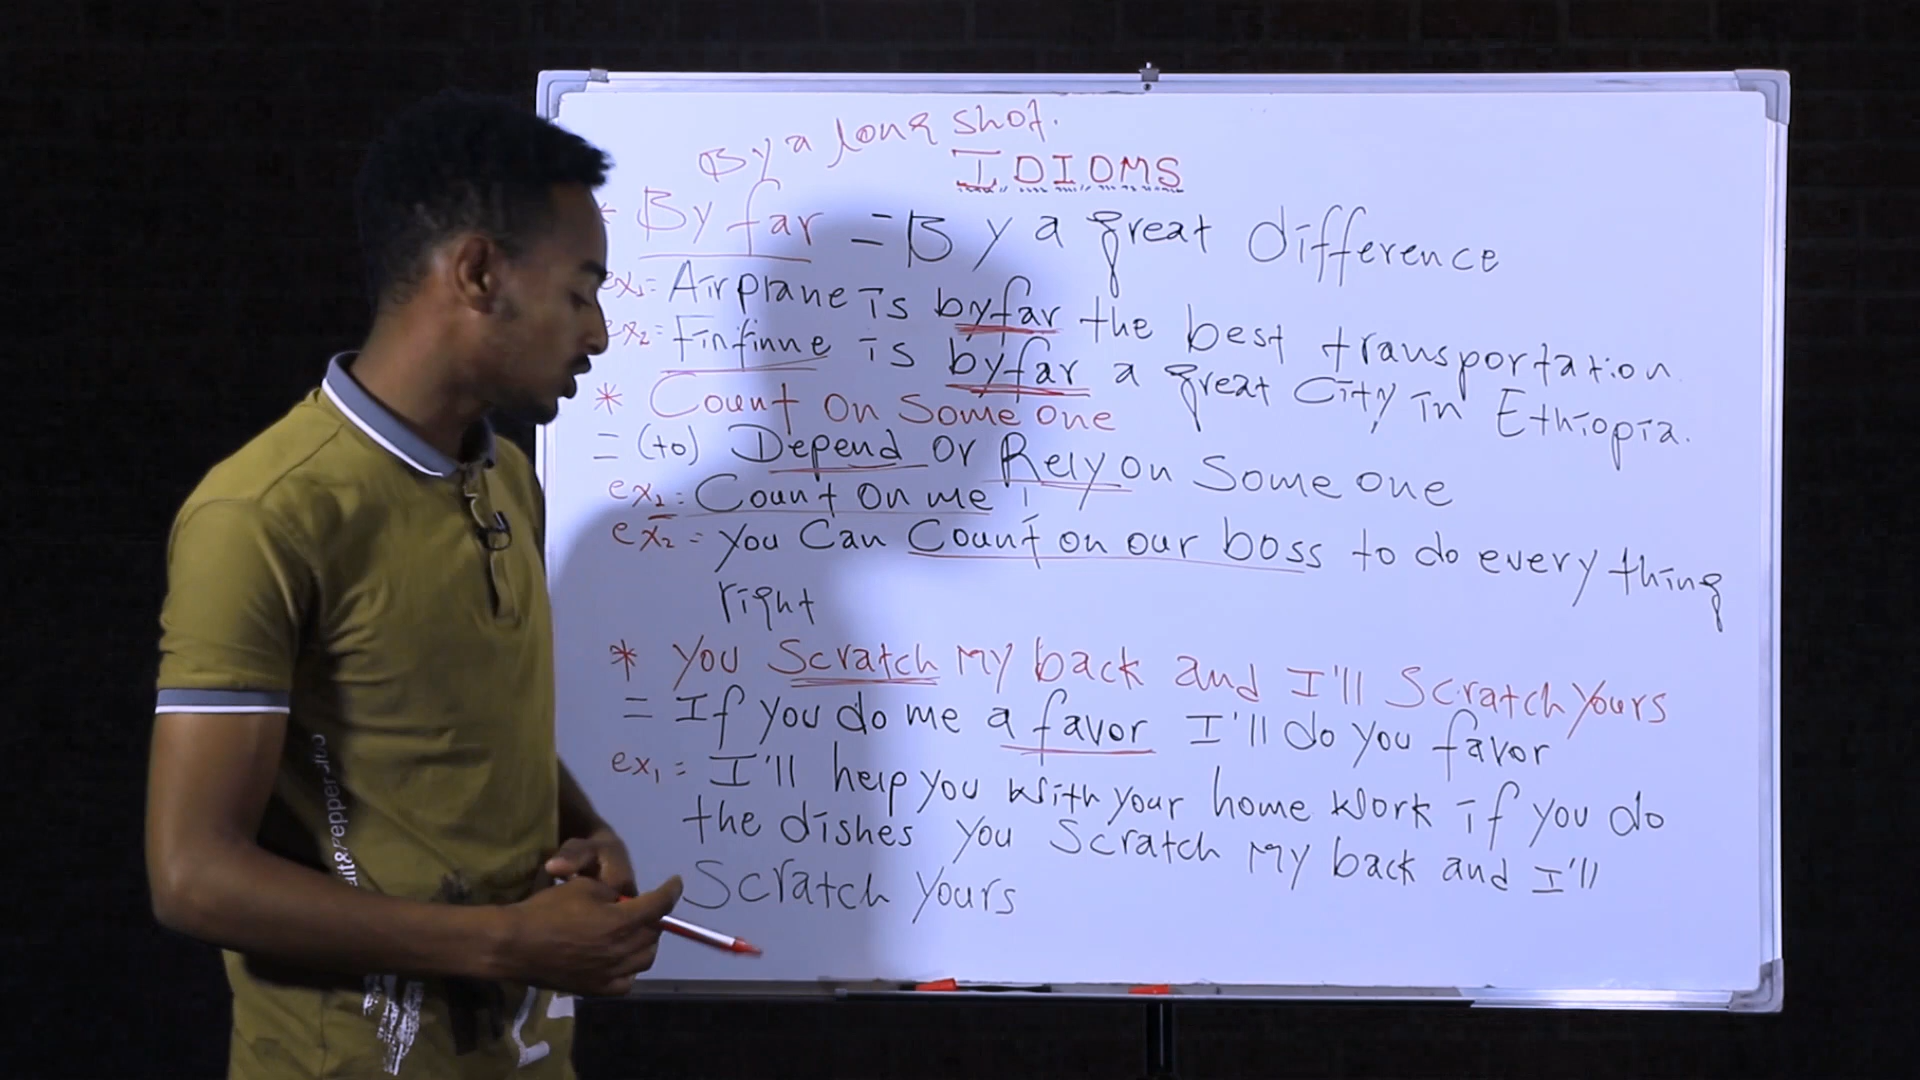 By a long shot.
IDIOMS
* By far = By a great difference
ex1 = Airplane is by far the best transportation
ex2 = Finfinne is by far a great City in Ethiopia.
* Count on Some one
= (to) Depend or Rely on Some one
ex1 = Count on me !
ex2 = you Can Count on our boss to do every thing
right
* you Scratch my back and I'll Scratch yours
= If you do me a favor I'll do you favor
ex1 = I'll help you with your home work if you do
the dishes you Scratch my back and I'll
Scratch yours